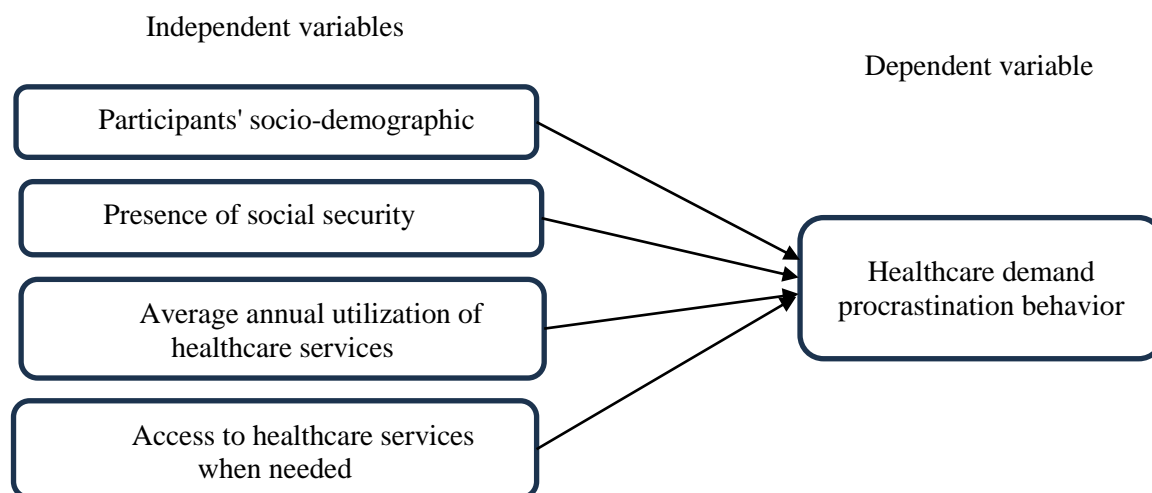 Independent variables
Dependent variable
Participants' socio-demographic
Presence of social security
Average annual utilization of
healthcare services
Access to healthcare services
when needed
Healthcare demand
procrastination behavior